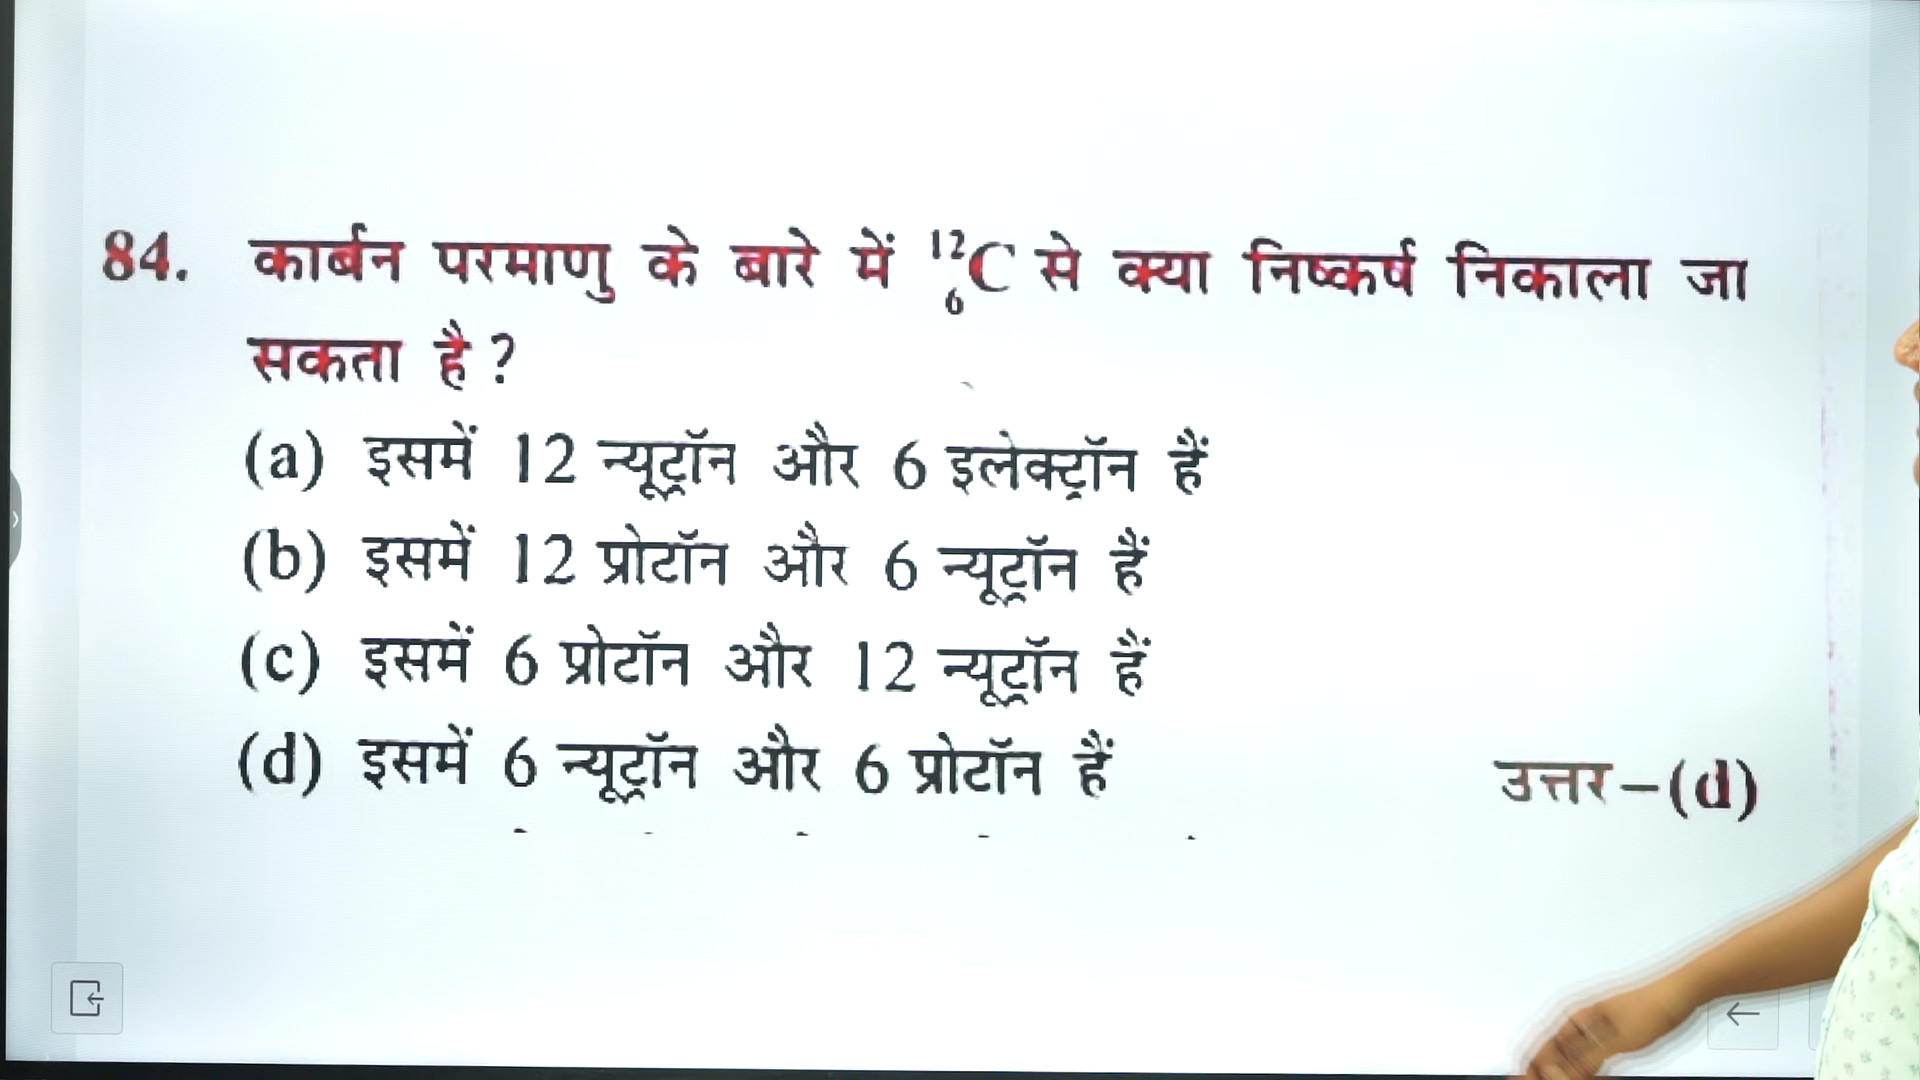 84. कार्बन परमाणु के बारे में ¹²₆C से क्या निष्कर्ष निकाला जा
सकता है ?
(a) इसमें 12 न्यूट्रॉन और 6 इलेक्ट्रॉन हैं
(b) इसमें 12 प्रोटॉन और 6 न्यूट्रॉन हैं
(c) इसमें 6 प्रोटॉन और 12 न्यूट्रॉन हैं
(d) इसमें 6 न्यूट्रॉन और 6 प्रोटॉन हैं
उत्तर–(d)